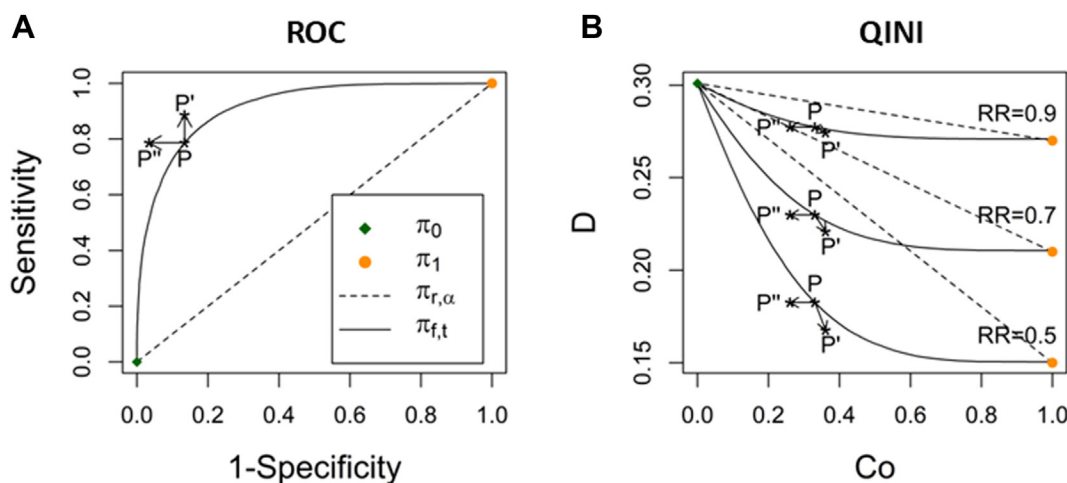 A
ROC
Sensitivity
1.0
0.8
0.6
0.4
0.2
0.0
P'
P"
P
π0
π1
πr,α
πf,t
0.0 0.2 0.4 0.6 0.8 1.0
1-Specificity
B
QINI
D
0.30
0.25
0.20
0.15
P
P"
P'
RR=0.9
P
P"
P'
RR=0.7
P
P"
P'
RR=0.5
0.0 0.2 0.4 0.6 0.8 1.0
Co